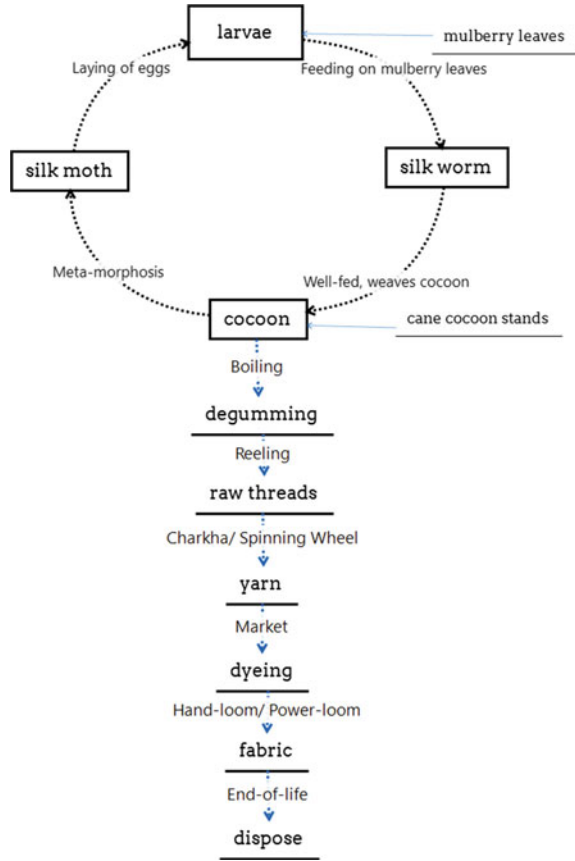 larvae
mulberry leaves
Laying of eggs
Feeding on mulberry leaves
silk moth
silk worm
Meta-morphosis
Well-fed, weaves cocoon
cocoon
cane cocoon stands
Boiling
degumming
Reeling
raw threads
Charkha/ Spinning Wheel
yarn
Market
dyeing
Hand-loom/ Power-loom
fabric
End-of-life
dispose